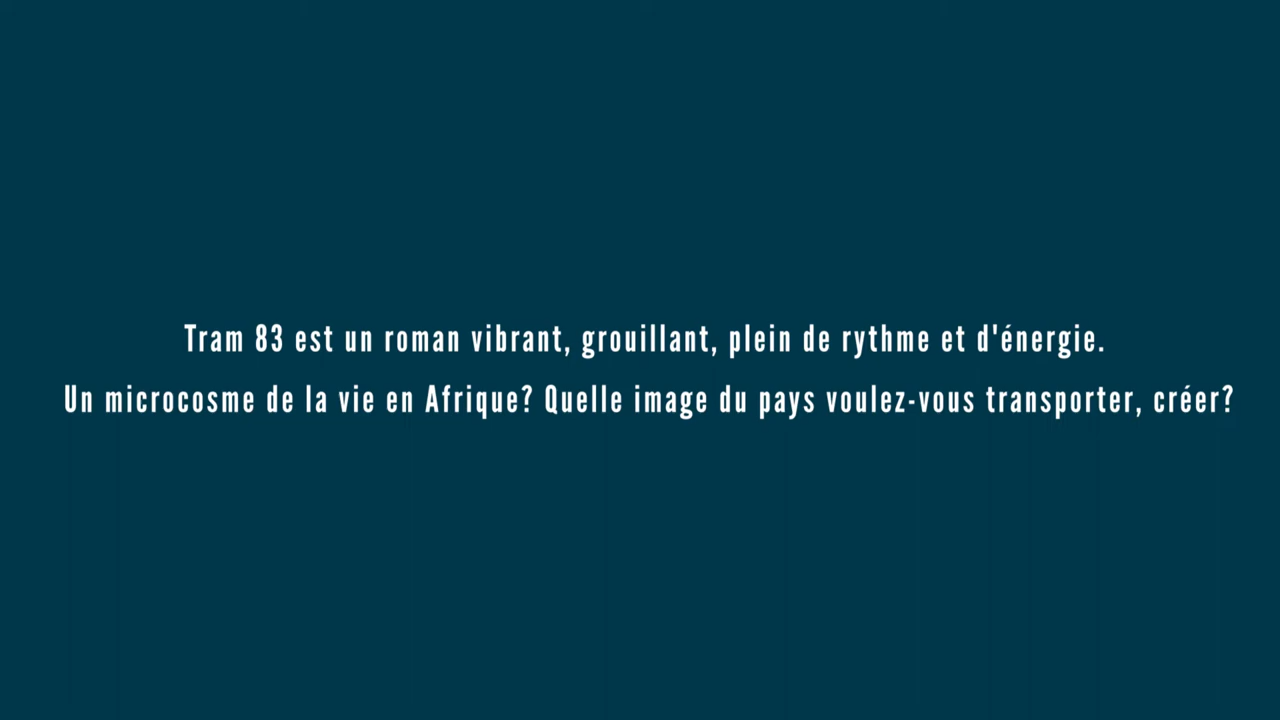 Tram 83 est un roman vibrant, grouillant, plein de rythme et d'énergie.
Un microcosme de la vie en Afrique? Quelle image du pays voulez-vous transporter, créer?